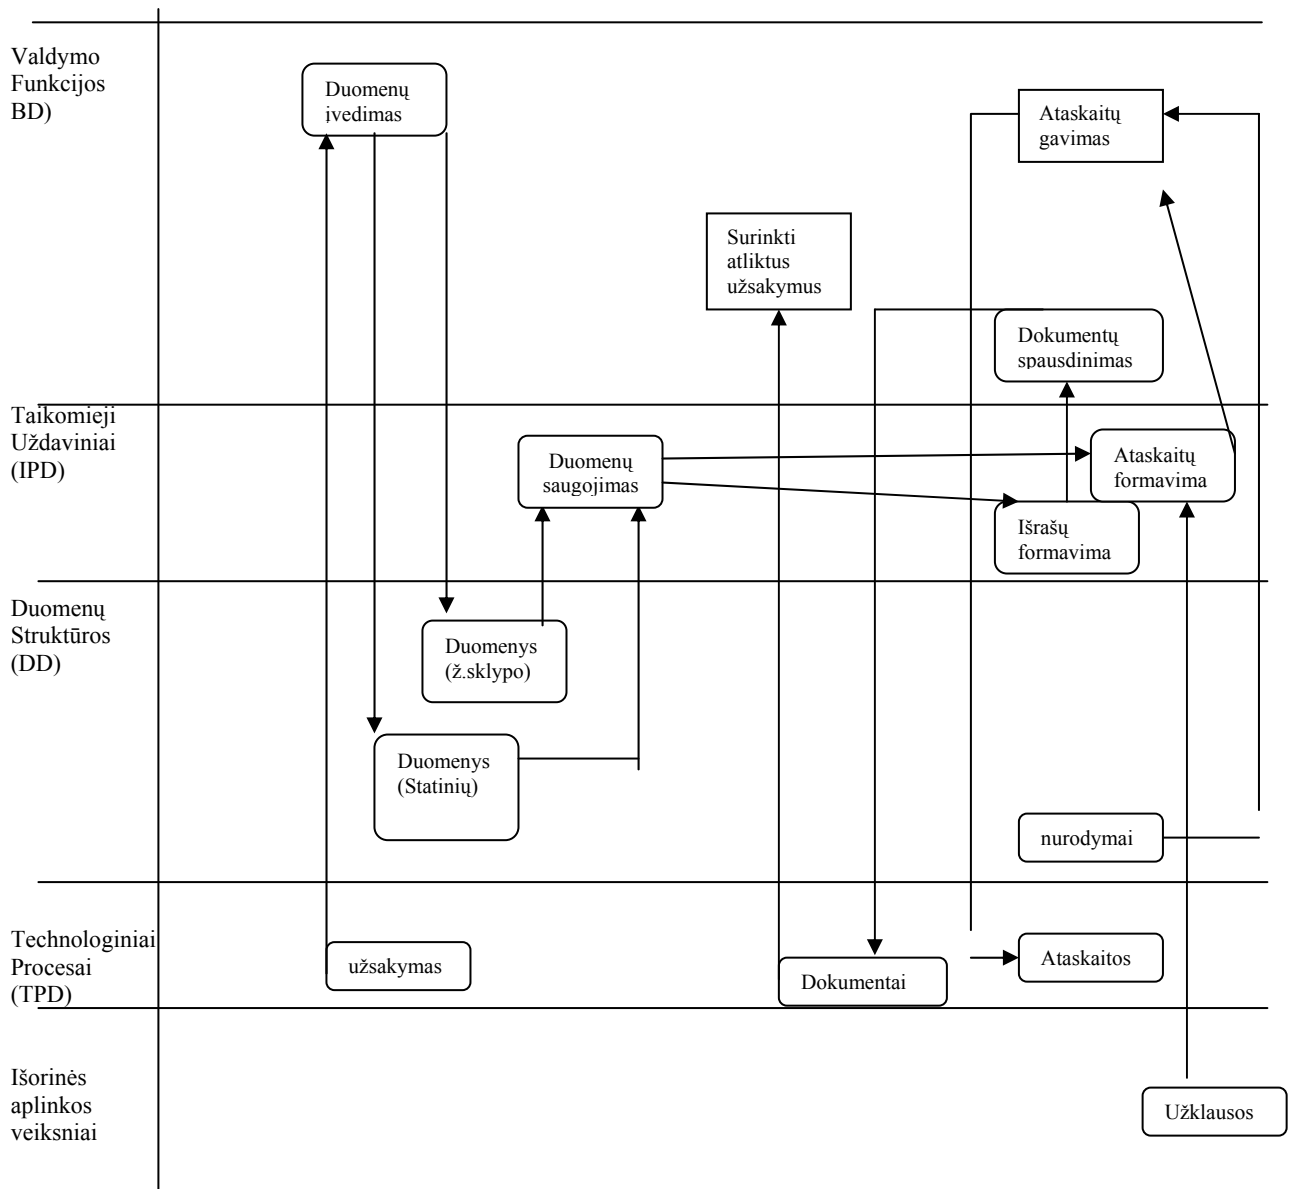 Valdymo
Funkcijos
BD)
Duomenų
įvedimas
Ataskaitų
gavimas
Surinkti
atliktus
užsakymus
Dokumentų
spausdinimas
Taikomieji
Uždaviniai
(IPD)
Duomenų
saugojimas
Ataskaitų
formavima
Išrašų
formavima
Duomenų
Struktūros
(DD)
Duomenys
(ž.sklypo)
Duomenys
(Statinių)
nurodymai
Technologiniai
Procesai
(TPD)
užsakymas
Dokumentai
Ataskaitos
Išorinės
aplinkos
veiksniai
Užklausos